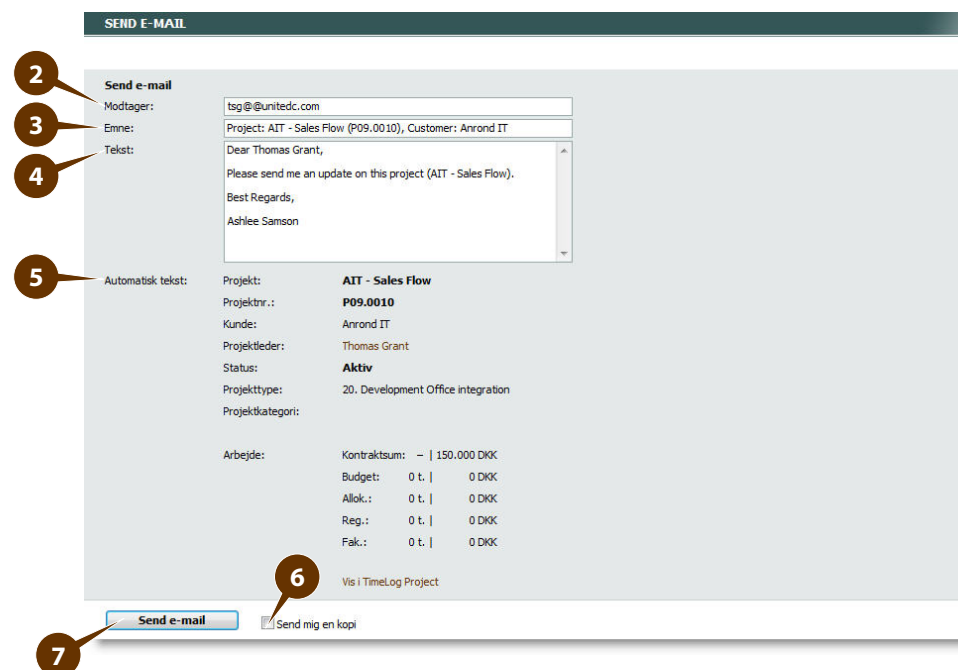 SEND E-MAIL
Send e-mail
2
Modtager: tsg@@unitedc.com
3
Emne: Project: AIT - Sales Flow (P09.0010), Customer: Anrond IT
4
Tekst: Dear Thomas Grant,
Please send me an update on this project (AIT - Sales Flow).
Best Regards,
Ashlee Samson
5
Automatisk tekst: Projekt: AIT - Sales Flow
Projektnr.: P09.0010
Kunde: Anrond IT
Projektleder: Thomas Grant
Status: Aktiv
Projekttype: 20. Development Office integration
Projektkategori:
Arbejde: Kontraktsum: – | 150.000 DKK
Budget: 0 t. | 0 DKK
Allok.: 0 t. | 0 DKK
Reg.: 0 t. | 0 DKK
Fak.: 0 t. | 0 DKK
Vis i TimeLog Project
6
Send e-mail Send mig en kopi
7